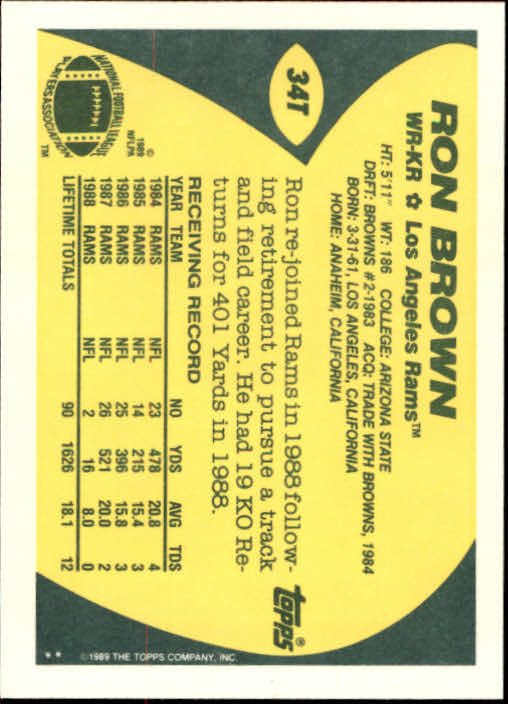 34T
RON BROWN
WR-KR ✩ Los Angeles Rams™
HT: 5'11" WT: 186 COLLEGE: ARIZONA STATE
DRFT: BROWNS #2-1983 ACQ: TRADE WITH BROWNS, 1984
BORN: 3-31-61, LOS ANGELES, CALIFORNIA
HOME: ANAHEIM, CALIFORNIA
Ron re-joined Rams in 1988 follow-
ing retirement to pursue a track
and field career. He had 19 KO Re-
turns for 401 Yards in 1988.
topps®
RECEIVING RECORD
YEAR TEAM NO YDS AVG TDS
1984 RAMS NFL 23 478 20.8 4
1985 RAMS NFL 14 215 15.4 3
1986 RAMS NFL 25 396 15.8 3
1987 RAMS NFL 26 521 20.0 2
1988 RAMS NFL 2 16 8.0 0
LIFETIME TOTALS 90 1626 18.1 12
NATIONAL FOOTBALL LEAGUE
PLAYERS ASSOCIATION
™
© 1989
NFLPA
** ©1989 THE TOPPS COMPANY, INC.